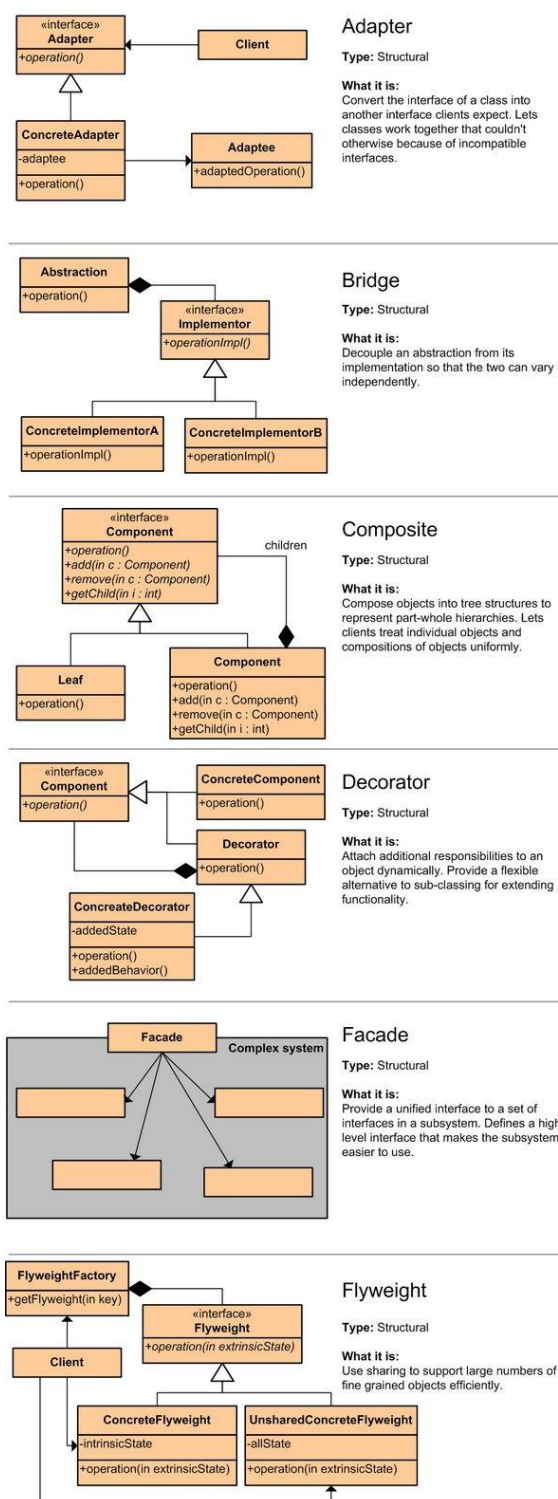 «interface»
Adapter
+operation()
Client
ConcreteAdapter
-adaptee
+operation()
Adaptee
+adaptedOperation()
Adapter
Type: Structural
What it is:
Convert the interface of a class into
another interface clients expect. Lets
classes work together that couldn't
otherwise because of incompatible
interfaces.
Abstraction
+operation()
«interface»
Implementor
+operationImpl()
ConcreteImplementorA
+operationImpl()
ConcreteImplementorB
+operationImpl()
Bridge
Type: Structural
What it is:
Decouple an abstraction from its
implementation so that the two can vary
independently.
«interface»
Component
+operation()
+add(in c : Component)
+remove(in c : Component)
+getChild(in i : int)
children
Leaf
+operation()
Component
+operation()
+add(in c : Component)
+remove(in c : Component)
+getChild(in i : int)
Composite
Type: Structural
What it is:
Compose objects into tree structures to
represent part-whole hierarchies. Lets
clients treat individual objects and
compositions of objects uniformly.
«interface»
Component
+operation()
ConcreteComponent
+operation()
Decorator
+operation()
ConcreateDecorator
-addedState
+operation()
+addedBehavior()
Decorator
Type: Structural
What it is:
Attach additional responsibilities to an
object dynamically. Provide a flexible
alternative to sub-classing for extending
functionality.
Facade
Complex system
Facade
Type: Structural
What it is:
Provide a unified interface to a set of
interfaces in a subsystem. Defines a high
level interface that makes the subsystem
easier to use.
FlyweightFactory
+getFlyweight(in key)
«interface»
Flyweight
+operation(in extrinsicState)
Client
ConcreteFlyweight
-intrinsicState
+operation(in extrinsicState)
UnsharedConcreteFlyweight
-allState
+operation(in extrinsicState)
Flyweight
Type: Structural
What it is:
Use sharing to support large numbers of
fine grained objects efficiently.